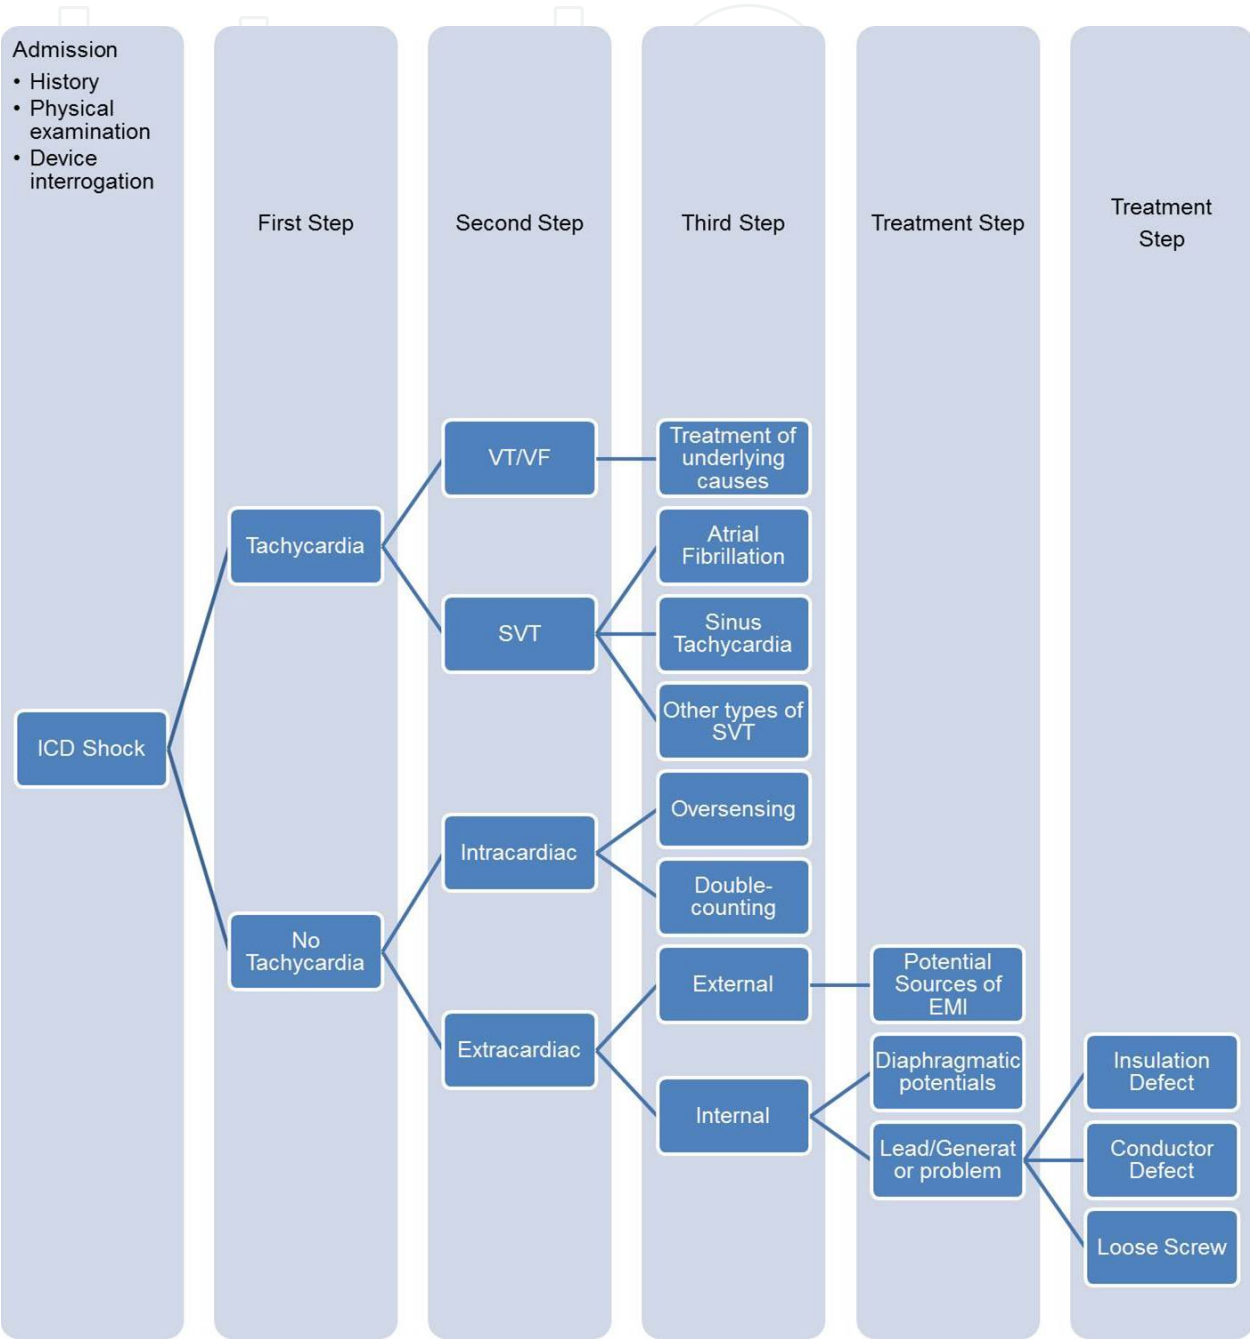 Admission
• History
• Physical
examination
• Device
interrogation
First Step
Second Step
Third Step
Treatment Step
Treatment
Step
VT/VF
Treatment of
underlying
causes
Tachycardia
Atrial
Fibrillation
SVT
Sinus
Tachycardia
Other types of
SVT
ICD Shock
Oversensing
Intracardiac
Double-
counting
No
Tachycardia
External
Potential
Sources of
EMI
Extracardiac
Diaphragmatic
potentials
Insulation
Defect
Internal
Lead/Generat
or problem
Conductor
Defect
Loose Screw